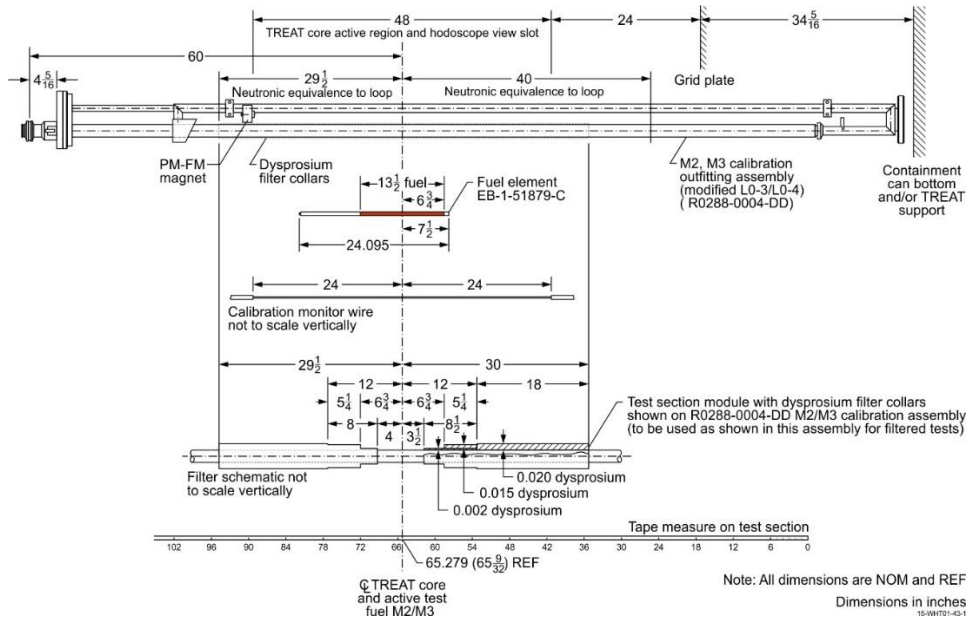 48
24
34 5/16
TREAT core active region and hodoscope view slot
60
4 5/16
29 1/2
40
Neutronic equivalence to loop
Neutronic equivalence to loop
Grid plate
PM-FM
magnet
Dysprosium
filter collars
M2, M3 calibration
outfitting assembly
(modified L0-3/L0-4)
( R0288-0004-DD)
Containment
can bottom
and/or TREAT
support
13 1/2 fuel
6 3/4
Fuel element
EB-1-51879-C
7 1/2
24.095
24
24
Calibration monitor wire
not to scale vertically
29 1/2
30
12
12
18
5 1/4
6 3/4
6 3/4
5 1/4
8
4
3 1/2
8 1/2
Test section module with dysprosium filter collars
shown on R0288-0004-DD M2/M3 calibration assembly
(to be used as shown in this assembly for filtered tests)
Filter schematic not
to scale vertically
0.020 dysprosium
0.015 dysprosium
0.002 dysprosium
Tape measure on test section
102 96 90 84 78 72 66 60 54 48 42 36 30 24 18 12 6 0
65.279 (65 9/32) REF
℄ TREAT core
and active test
fuel M2/M3
Note: All dimensions are NOM and REF
Dimensions in inches
15-WHT01-43-1